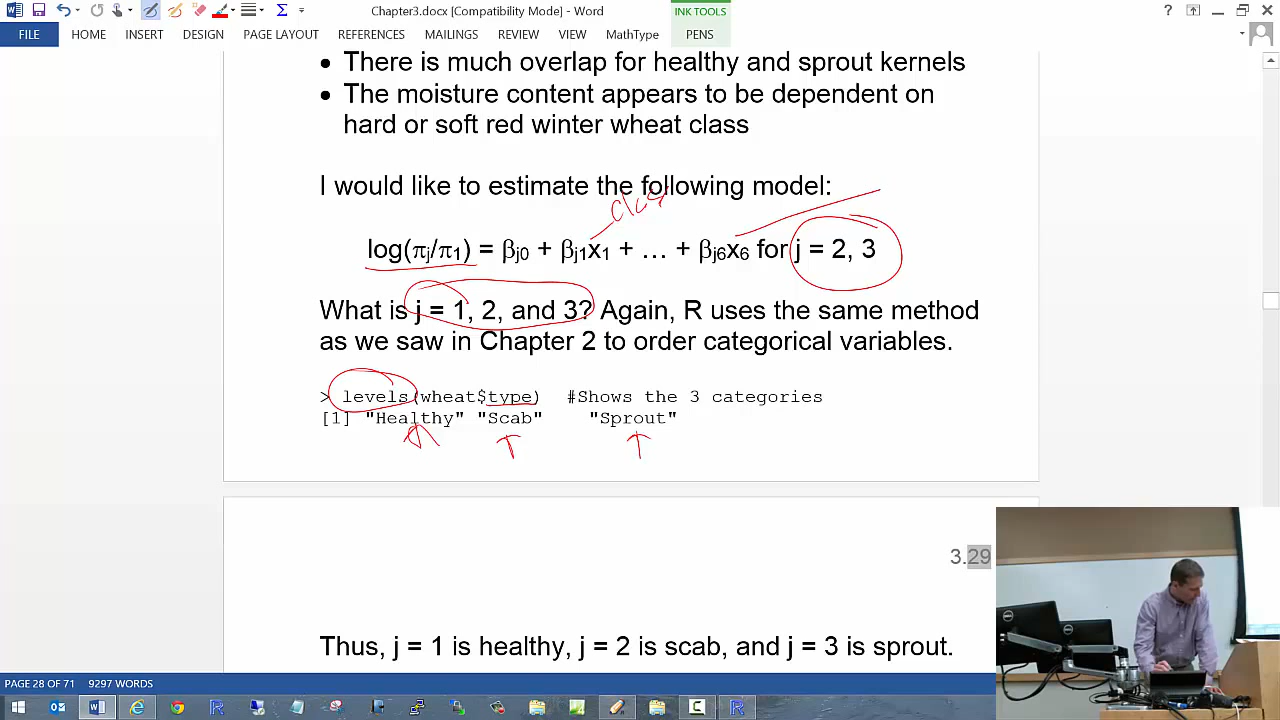 Chapter3.docx [Compatibility Mode] - Word
INK TOOLS
FILE HOME INSERT DESIGN PAGE LAYOUT REFERENCES MAILINGS REVIEW VIEW MathType PENS
• There is much overlap for healthy and sprout kernels
• The moisture content appears to be dependent on
hard or soft red winter wheat class
I would like to estimate the following model:
class
log(πj/π1) = βj0 + βj1x1 + … + βj6x6 for j = 2, 3
What is j = 1, 2, and 3? Again, R uses the same method
as we saw in Chapter 2 to order categorical variables.
> levels(wheat$type) #Shows the 3 categories
[1] "Healthy" "Scab" "Sprout"
3.29
Thus, j = 1 is healthy, j = 2 is scab, and j = 3 is sprout.
PAGE 28 OF 71 9297 WORDS